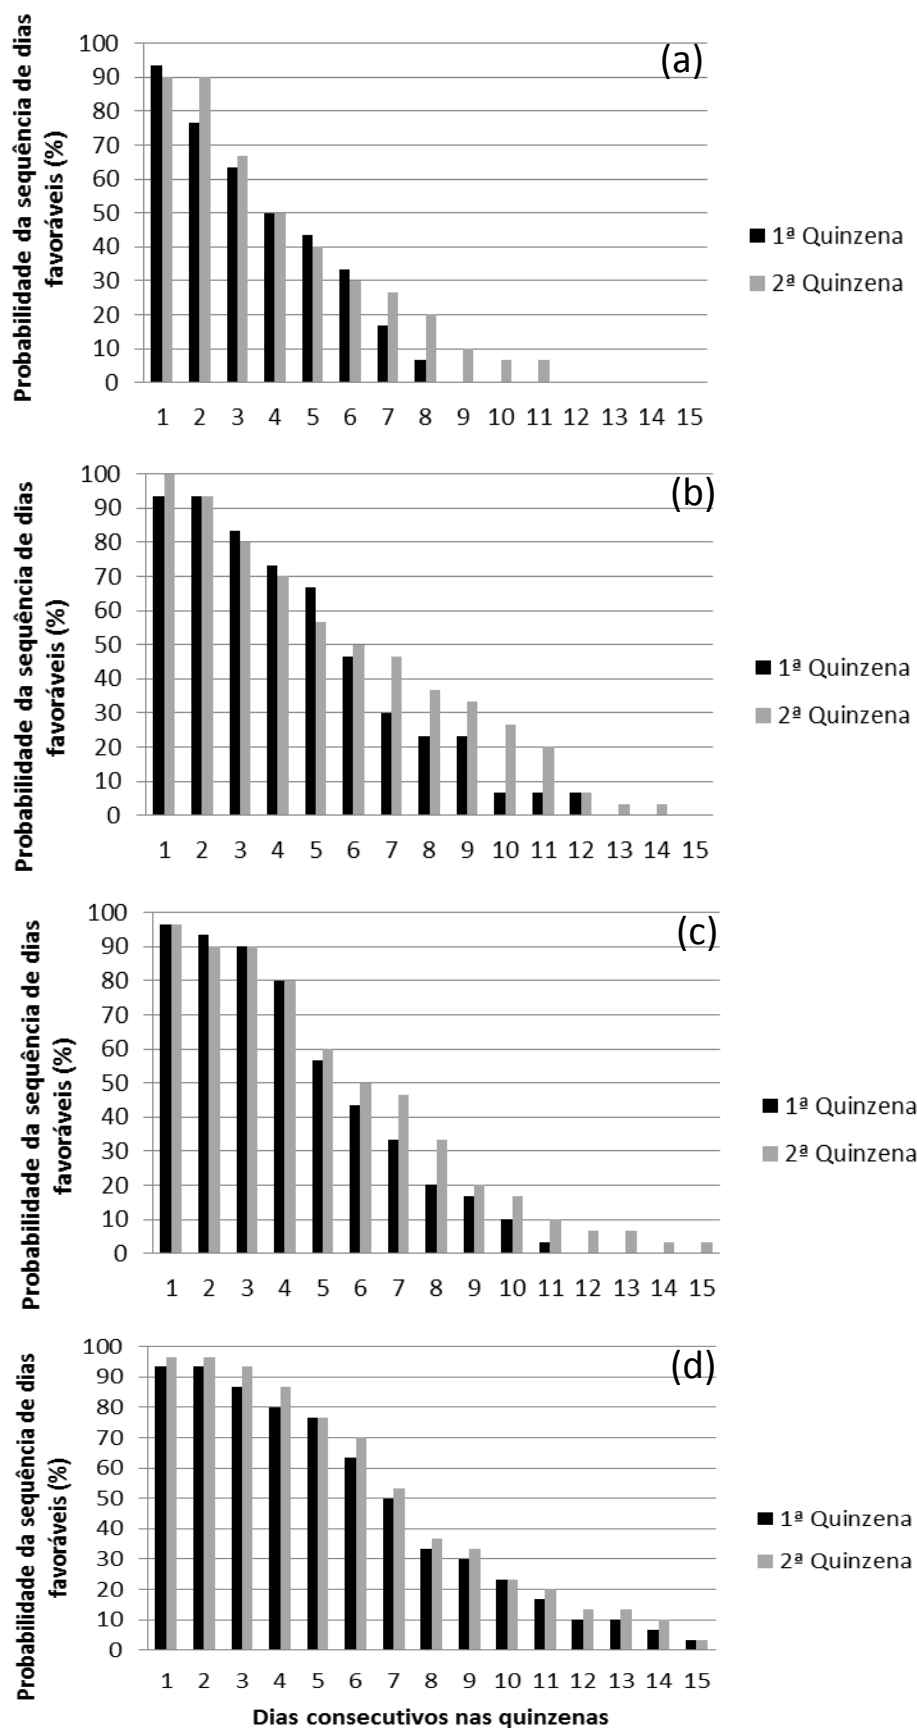 Probabilidade da sequência de dias
favoráveis (%)
(a)
100
90
80
70
60
50
40
30
20
10
0
1 2 3 4 5 6 7 8 9 10 11 12 13 14 15
1ª Quinzena
2ª Quinzena
Probabilidade da sequência de dias
favoráveis (%)
(b)
100
90
80
70
60
50
40
30
20
10
0
1 2 3 4 5 6 7 8 9 10 11 12 13 14 15
1ª Quinzena
2ª Quinzena
Probabilidade da sequência de dias
favoráveis (%)
(c)
100
90
80
70
60
50
40
30
20
10
0
1 2 3 4 5 6 7 8 9 10 11 12 13 14 15
1ª Quinzena
2ª Quinzena
Probabilidade da sequência de dias
favoráveis (%)
(d)
100
90
80
70
60
50
40
30
20
10
0
1 2 3 4 5 6 7 8 9 10 11 12 13 14 15
1ª Quinzena
2ª Quinzena
Dias consecutivos nas quinzenas